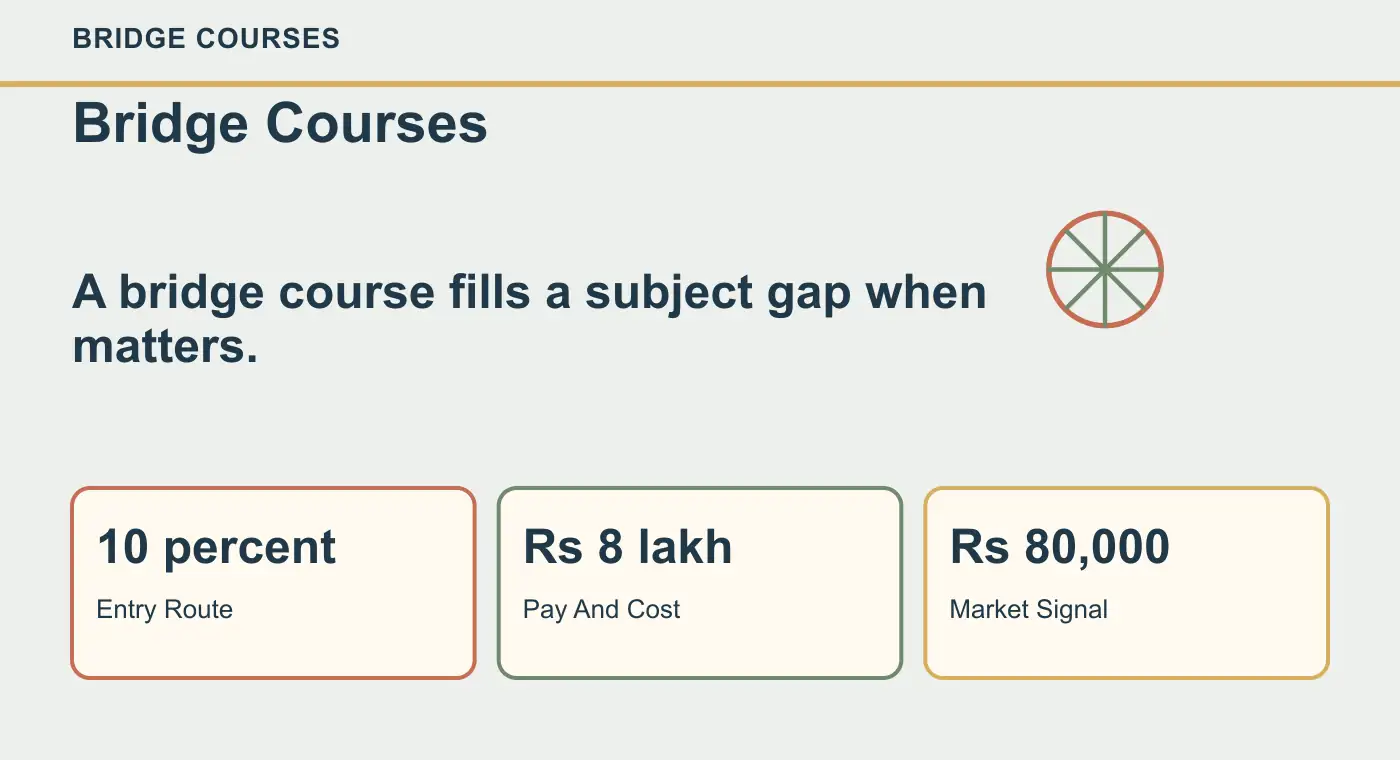 BRIDGE COURSES
Bridge Courses
A bridge course fills a subject gap when
matters.
10 percent
Entry Route
Rs 8 lakh
Pay And Cost
Rs 80,000
Market Signal